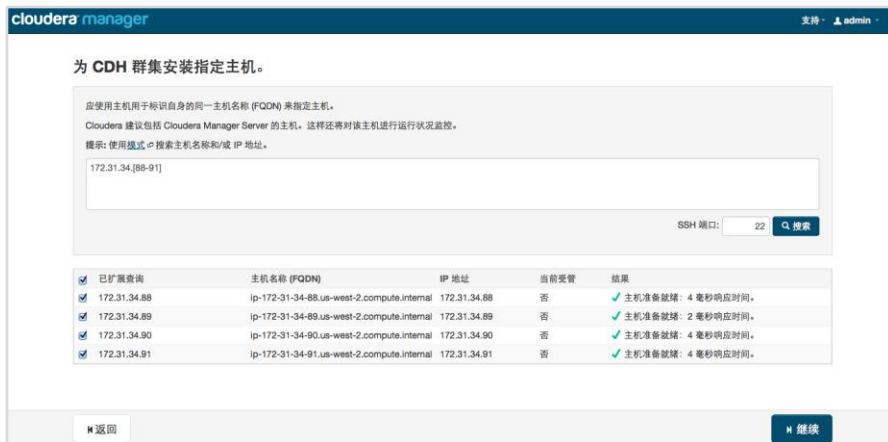 cloudera manager
支持 admin
为 CDH 群集安装指定主机。
应使用主机用于标识自身的同一主机名称 (FQDN) 来指定主机。
Cloudera 建议包括 Cloudera Manager Server 的主机。这样还将对该主机进行运行状况监控。
提示: 使用模式 搜索主机名称和/或 IP 地址。
172.31.34.[88-91]
SSH 端口: 22 搜索
已扩展查询 主机名称 (FQDN) IP 地址 当前受管 结果
172.31.34.88 ip-172-31-34-88.us-west-2.compute.internal 172.31.34.88 否 主机准备就绪: 4 毫秒响应时间。
172.31.34.89 ip-172-31-34-89.us-west-2.compute.internal 172.31.34.89 否 主机准备就绪: 2 毫秒响应时间。
172.31.34.90 ip-172-31-34-90.us-west-2.compute.internal 172.31.34.90 否 主机准备就绪: 4 毫秒响应时间。
172.31.34.91 ip-172-31-34-91.us-west-2.compute.internal 172.31.34.91 否 主机准备就绪: 4 毫秒响应时间。
返回 继续